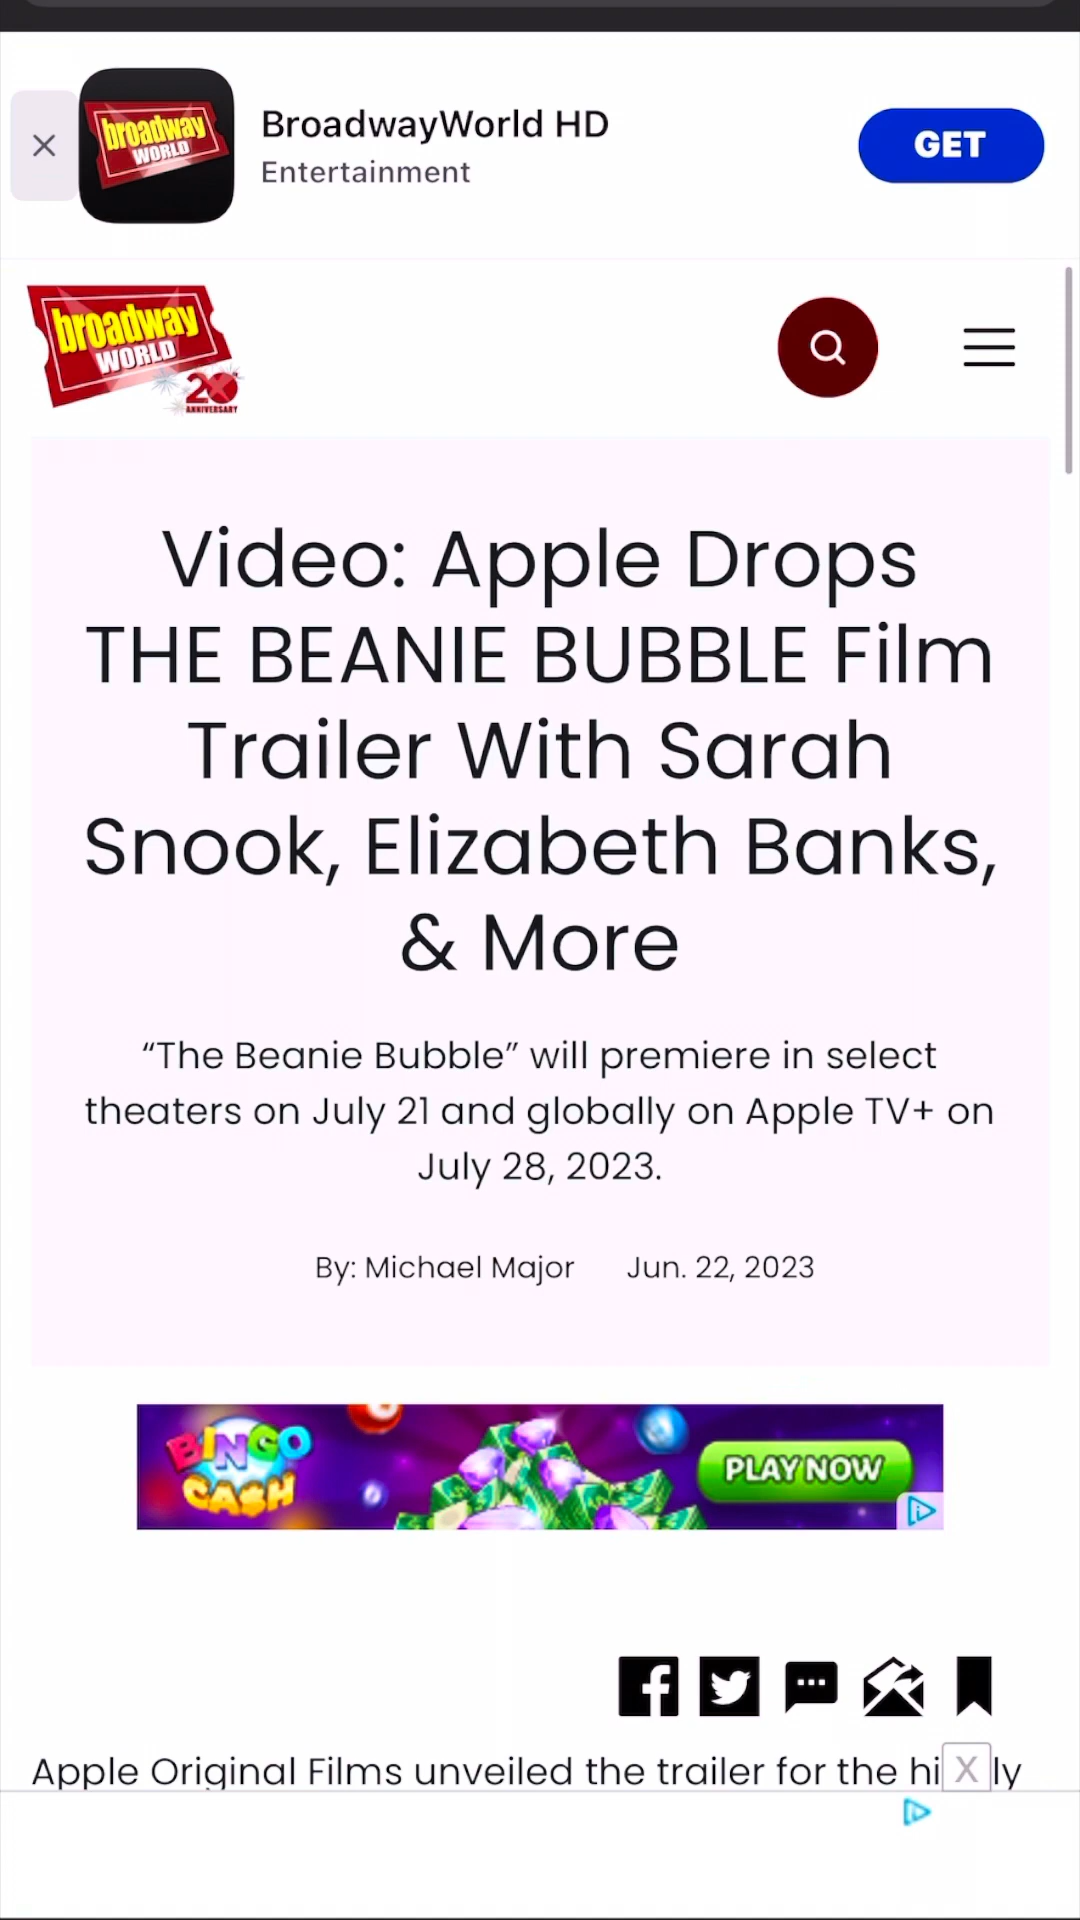 broadway
WORLD
BroadwayWorld HD
Entertainment
GET
broadway
WORLD
20
ANNIVERSARY
Video: Apple Drops
THE BEANIE BUBBLE Film
Trailer With Sarah
Snook, Elizabeth Banks,
& More
“The Beanie Bubble” will premiere in select
theaters on July 21 and globally on Apple TV+ on
July 28, 2023.
By: Michael Major Jun. 22, 2023
BINGO
CASH
PLAY NOW
Apple Original Films unveiled the trailer for the hi X ly